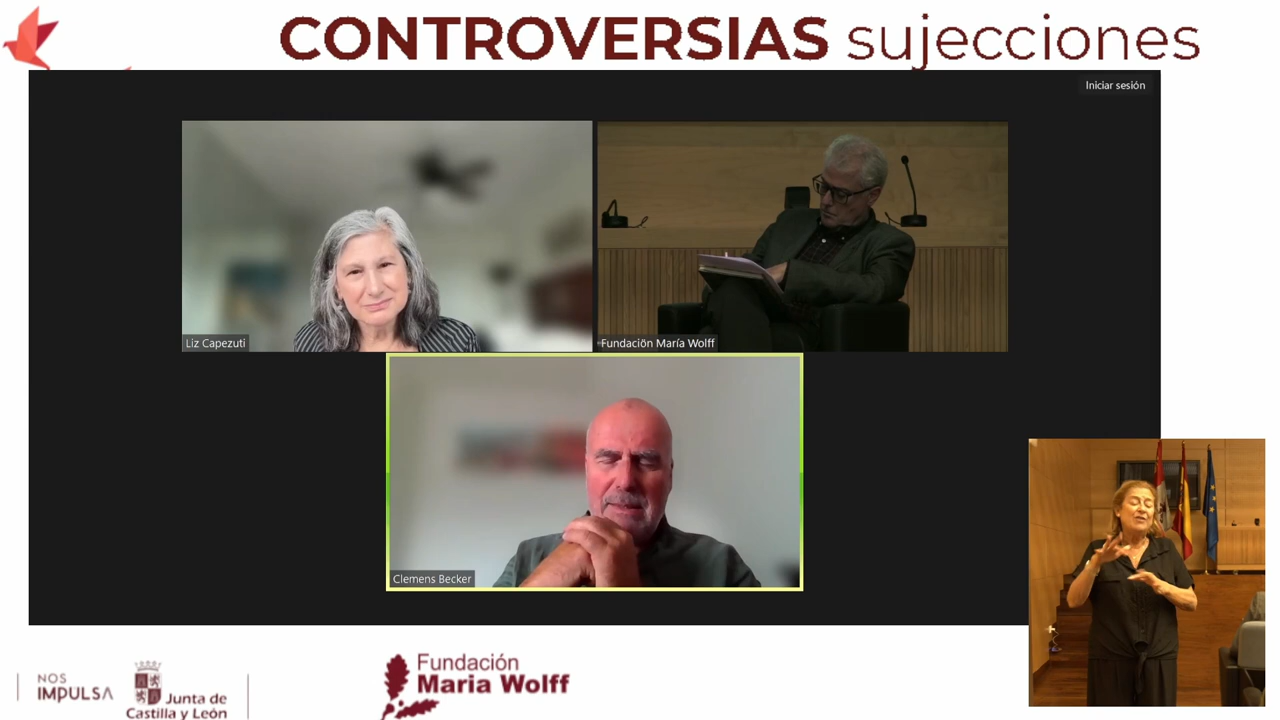 CONTROVERSIAS sujecciones
Iniciar sesión
Liz Capezuti
Fundación María Wolff
Clemens Becker
NOS
IMPULSA
Junta de
Castilla y León
Fundación
Maria Wolff